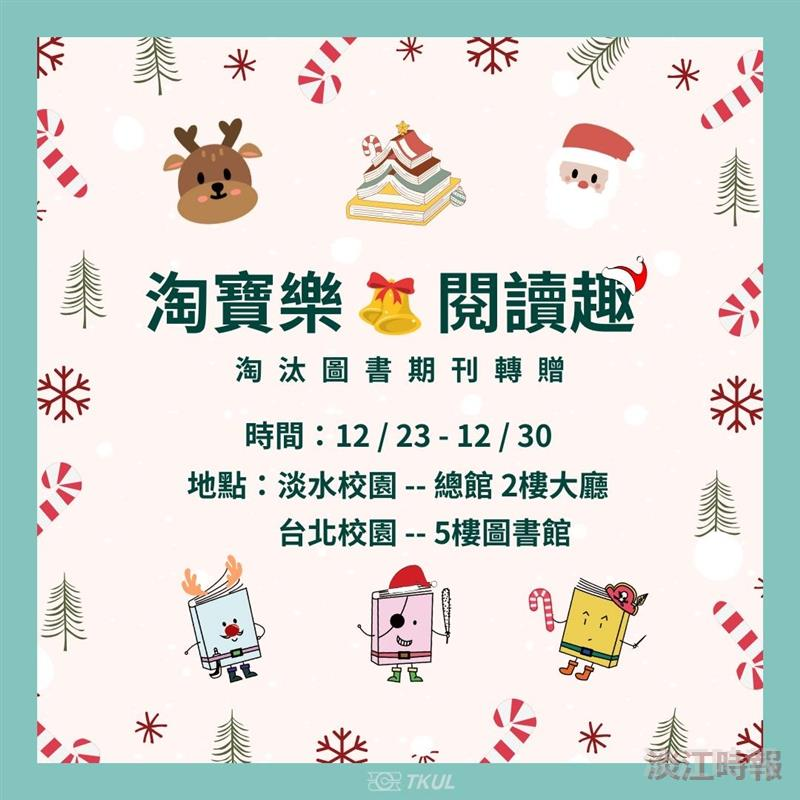 淘寶樂 閱讀趣
淘汰圖書期刊轉贈
時間：12 / 23 - 12 / 30
地點：淡水校園 -- 總館 2樓大廳
台北校園 -- 5樓圖書館
淡江時報
TKUL